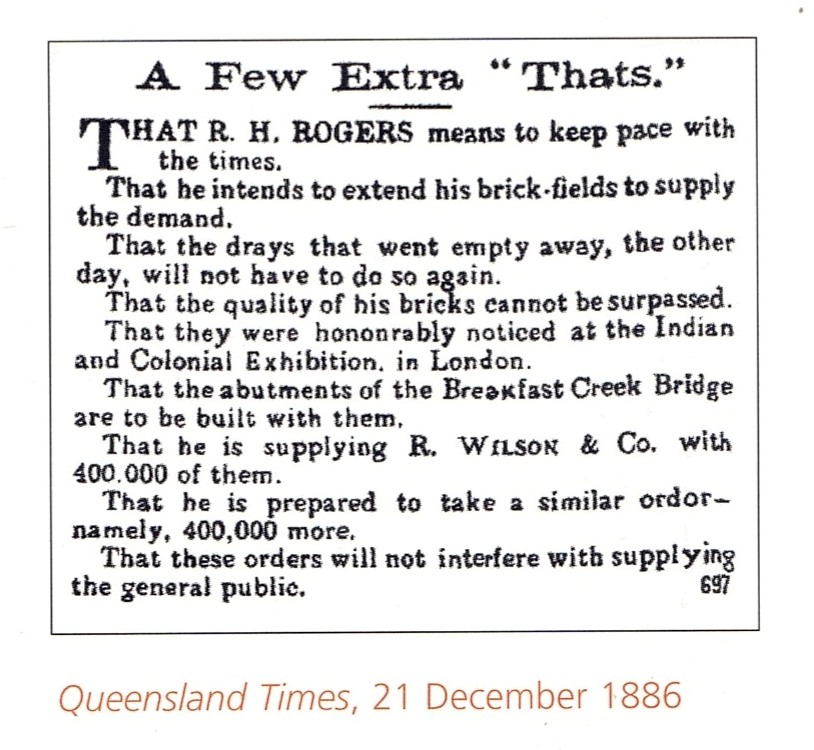 A Few Extra "Thats."
THAT R. H. ROGERS means to keep pace with
the times.
That he intends to extend his brick-fields to supply
the demand.
That the drays that went empty away, the other
day, will not have to do so again.
That the quality of his bricks cannot be surpassed.
That they were hononrably noticed at the Indian
and Colonial Exhibition. in London.
That the abutments of the Breakfast Creek Bridge
are to be built with them.
That he is supplying R. WILSON & Co. with
400.000 of them.
That he is prepared to take a similar ordor—
namely, 400,000 more.
That these orders will not interfere with supplying
the general public. 697
Queensland Times, 21 December 1886